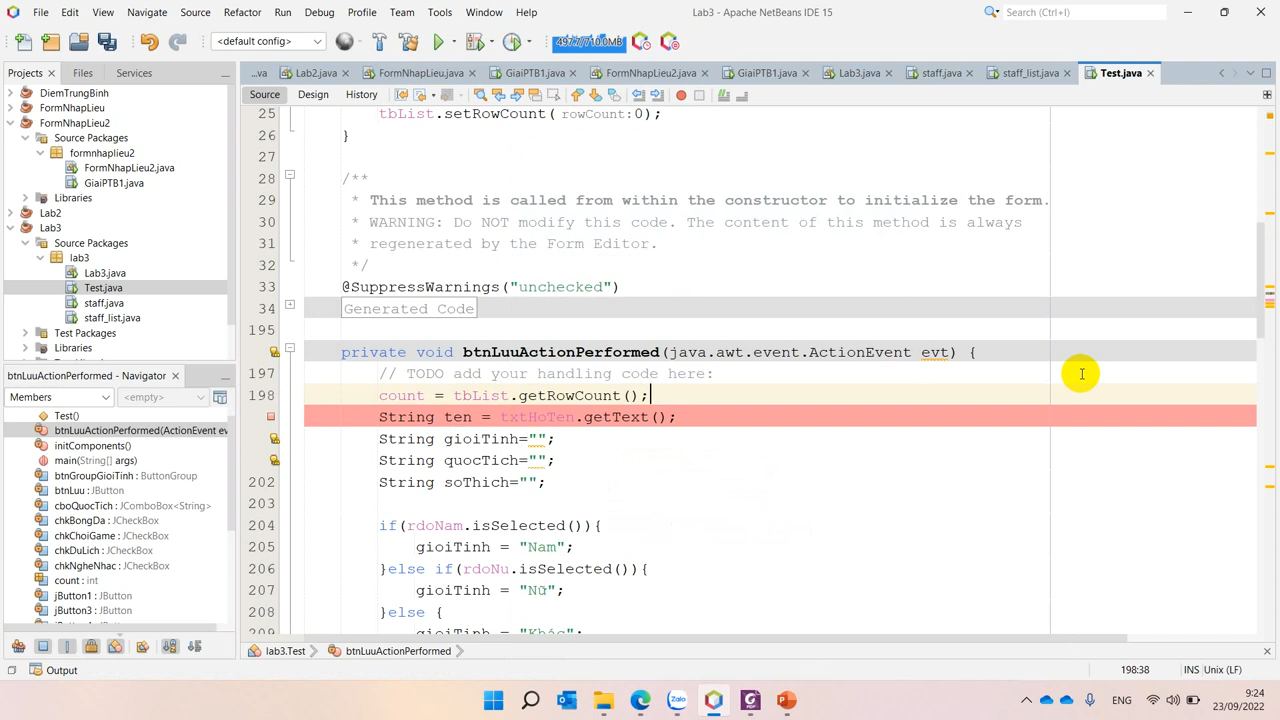 File Edit View Navigate Source Refactor Run Debug Profile Team Tools Window Help
Lab3 - Apache NetBeans IDE 15
Search (Ctrl+I)
<default config>
497.7/710.0MB
Projects Files Services
...va Lab2.java FormNhapLieu.java GiaiPTB1.java FormNhapLieu2.java GiaiPTB1.java Lab3.java staff.java staff_list.java Test.java
Source Design History
DiemTrungBinh
FormNhapLieu
FormNhapLieu2
Source Packages
formnhaplieu2
FormNhapLieu2.java
GiaiPTB1.java
Libraries
Lab2
Lab3
Source Packages
lab3
Lab3.java
Test.java
staff.java
staff_list.java
Test Packages
Libraries
btnLuuActionPerformed - Navigator
Members <empty>
Test()
btnLuuActionPerformed(ActionEvent ev
initComponents()
main(String[] args)
btnGroupGioiTinh : ButtonGroup
btnLuu : JButton
cboQuocTich : JComboBox<String>
chkBongDa : JCheckBox
chkChoiGame : JCheckBox
chkDuLich : JCheckBox
chkNgheNhac : JCheckBox
count : int
jButton1 : JButton
jButton3 : JButton
25 tbList.setRowCount(rowCount:0);
26 }
27
28 /**
29 * This method is called from within the constructor to initialize the form.
30 * WARNING: Do NOT modify this code. The content of this method is always
31 * regenerated by the Form Editor.
32 */
33 @SuppressWarnings("unchecked")
34 Generated Code
195
private void btnLuuActionPerformed(java.awt.event.ActionEvent evt) {
197 // TODO add your handling code here:
198 count = tbList.getRowCount();
String ten = txtHoTen.getText();
String gioiTinh="";
String quocTich="";
202 String soThich="";
203
204 if(rdoNam.isSelected()){
205 gioiTinh = "Nam";
206 }else if(rdoNu.isSelected()){
207 gioiTinh = "Nữ";
208 }else {
209 gioiTinh = "Khác";
lab3.Test btnLuuActionPerformed
Output
198:38 INS Unix (LF)
Zalo
PDF
ENG
9:24
23/09/2022